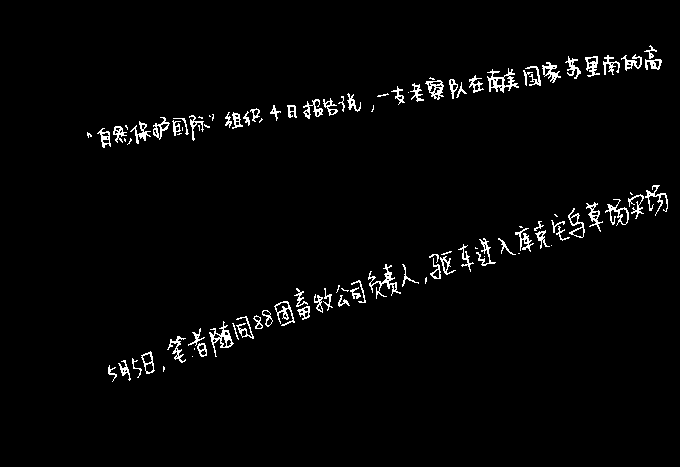 “自然保护国际”组织4日报告说，一支考察队在南美国家苏里南的高
5月5日，笔者随同88团畜牧公司负责人，驱车进入库克宅乌草场实场